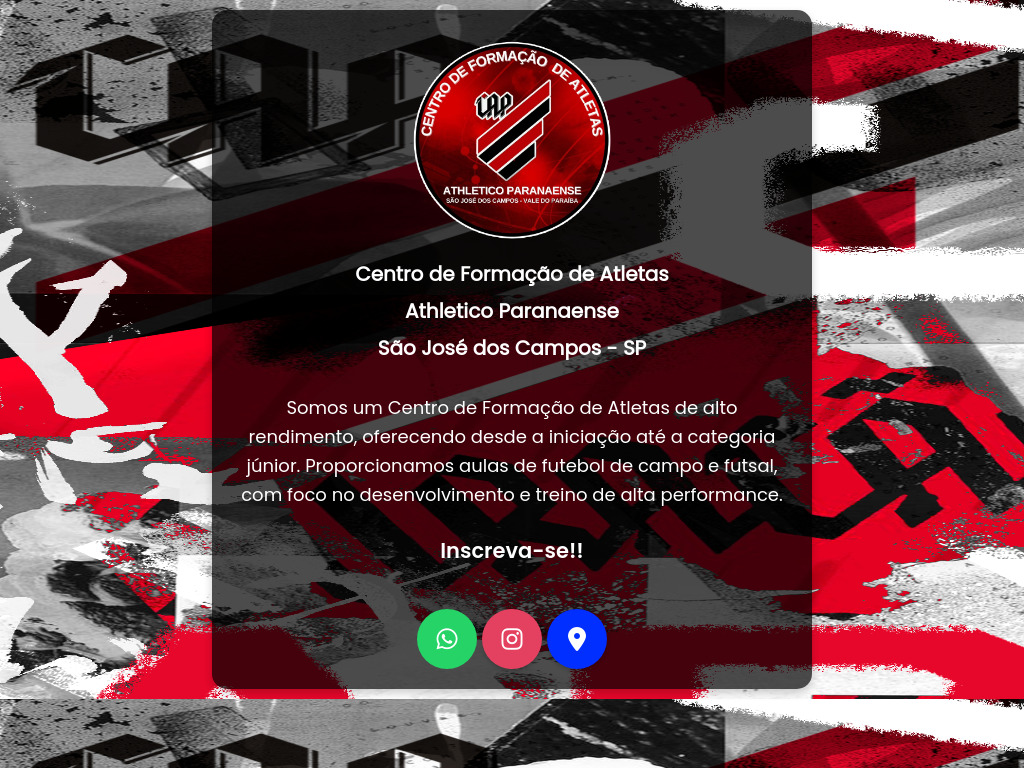 CAP
CENTRO DE FORMAÇÃO DE ATLETAS
CAP
ATHLETICO PARANAENSE
SÃO JOSÉ DOS CAMPOS - VALE DO PARAÍBA
Centro de Formação de Atletas
Athletico Paranaense
São José dos Campos - SP
Somos um Centro de Formação de Atletas de alto
rendimento, oferecendo desde a iniciação até a categoria
júnior. Proporcionamos aulas de futebol de campo e futsal,
com foco no desenvolvimento e treino de alta performance.
Inscreva-se!!